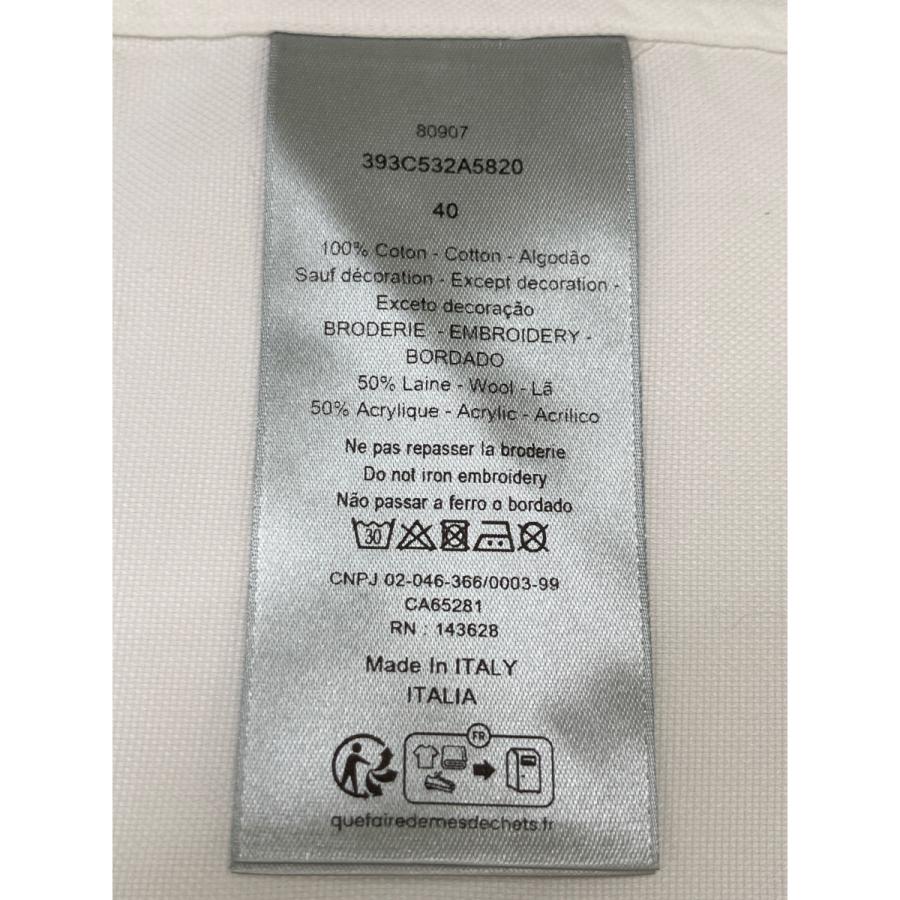 80907
393C532A5820
40
100% Coton - Cotton - Algodão
Sauf décoration - Except decoration -
Exceto decoração
BRODERIE - EMBROIDERY -
BORDADO
50% Laine - Wool - Lã
50% Acrylique - Acrylic - Acrílico
Ne pas repasser la broderie
Do not iron embroidery
Não passar a ferro o bordado
30
CNPJ 02-046-366/0003-99
CA65281
RN : 143628
Made In ITALY
ITALIA
FR
quefairedemesdechets.fr